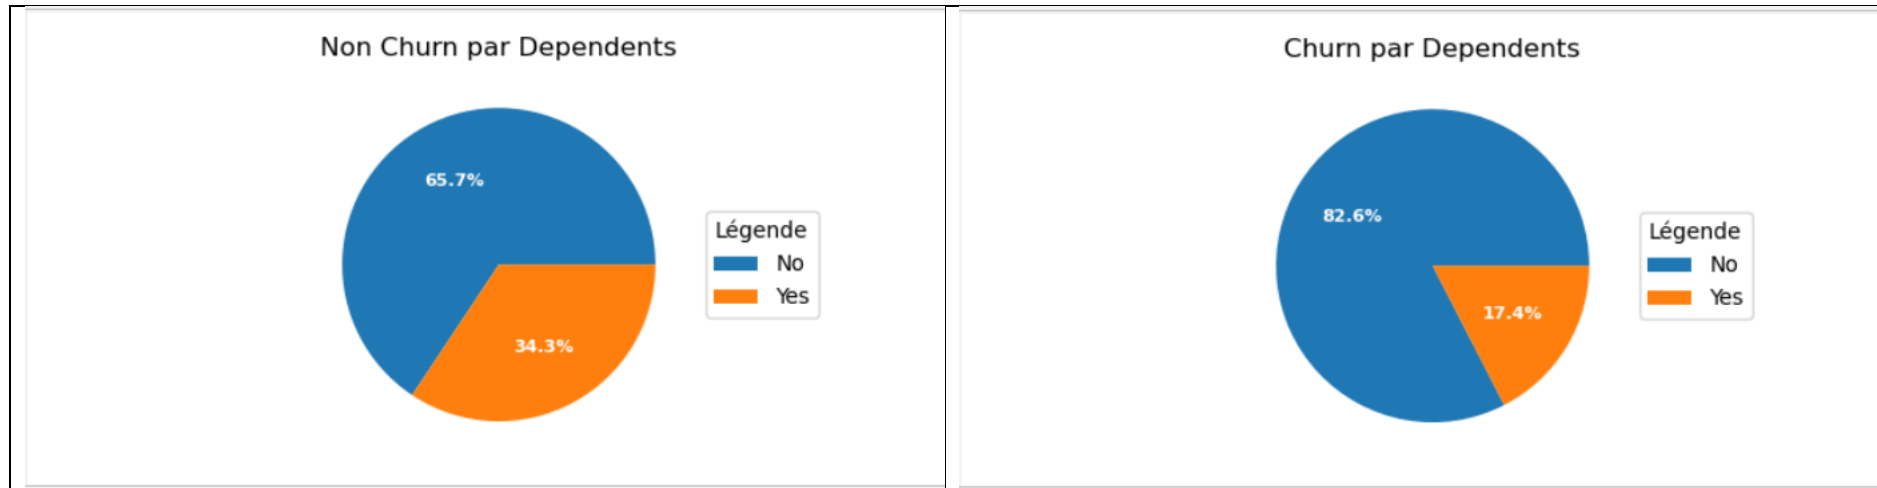 Non Churn par Dependents
65.7%
34.3%
Légende
No
Yes
Churn par Dependents
82.6%
17.4%
Légende
No
Yes